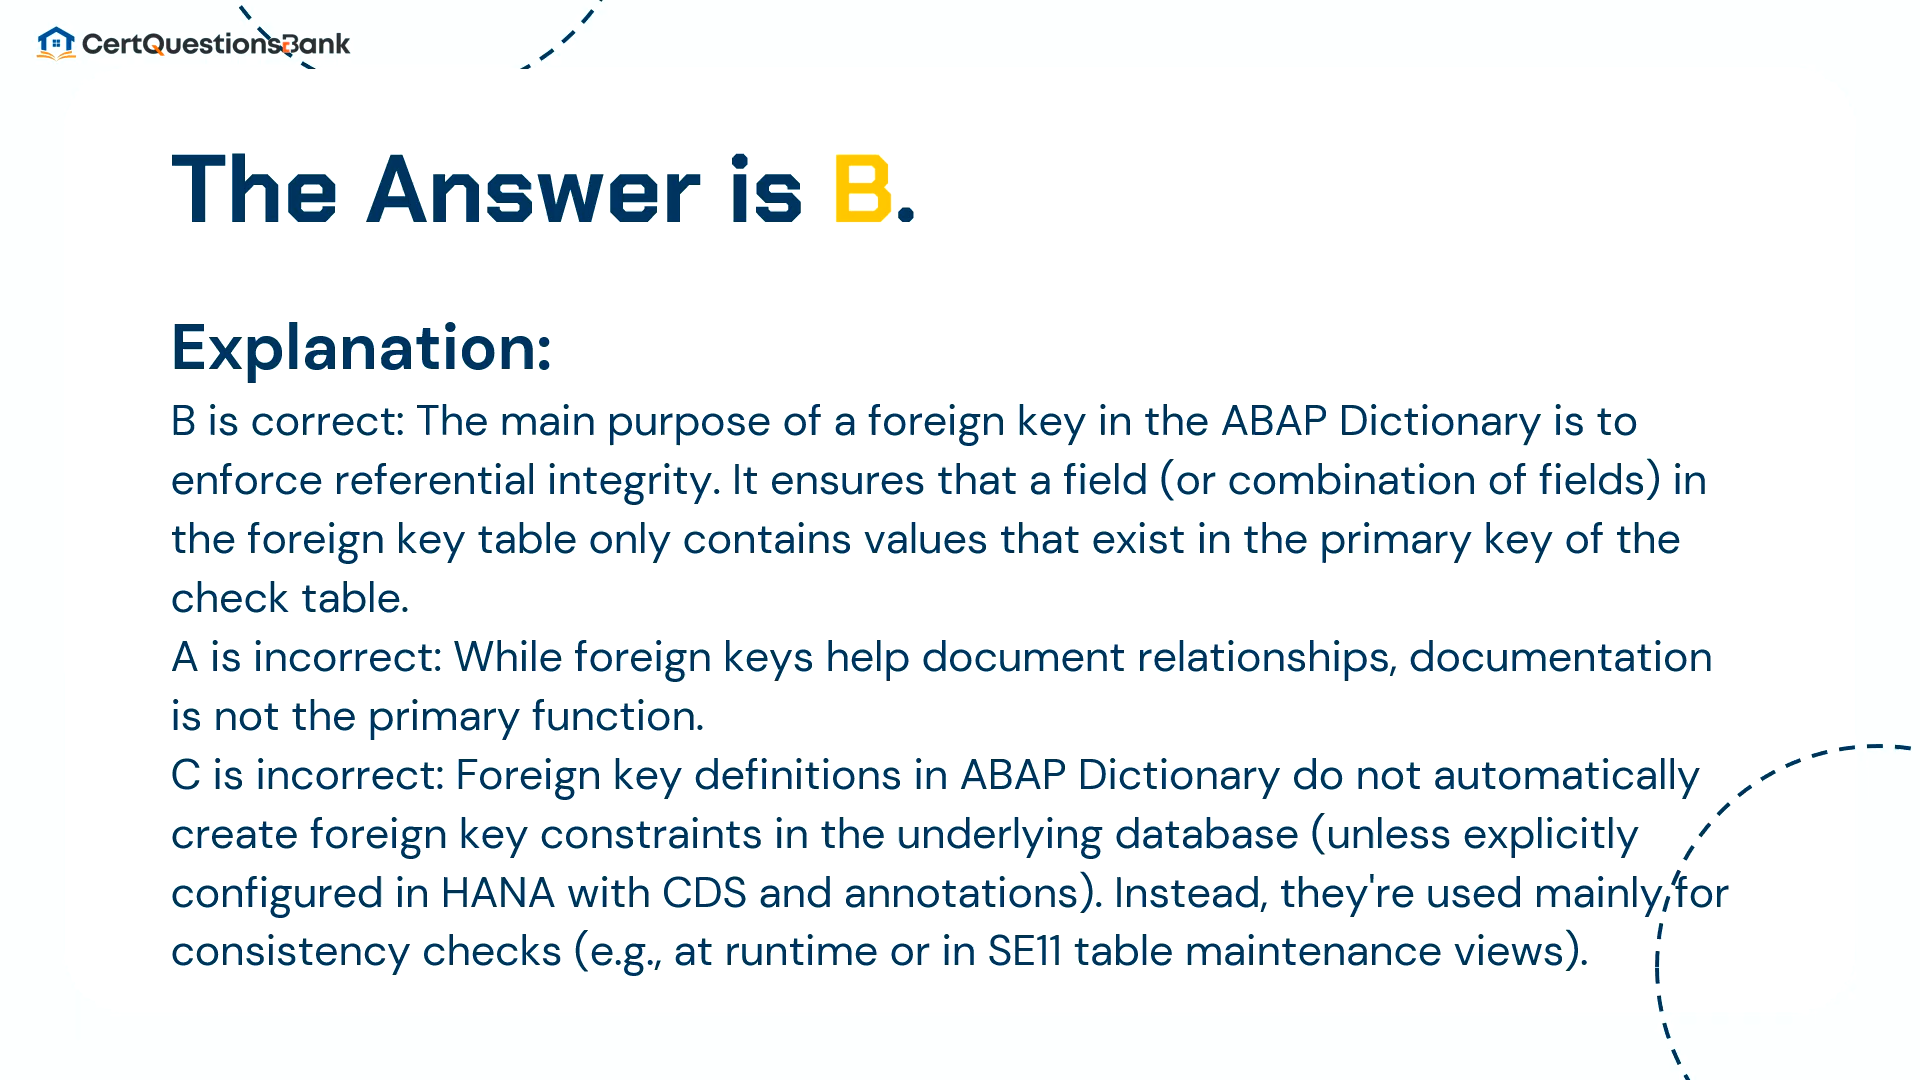 CertQuestionsBank
The Answer is B.
Explanation:
B is correct: The main purpose of a foreign key in the ABAP Dictionary is to
enforce referential integrity. It ensures that a field (or combination of fields) in
the foreign key table only contains values that exist in the primary key of the
check table.
A is incorrect: While foreign keys help document relationships, documentation
is not the primary function.
C is incorrect: Foreign key definitions in ABAP Dictionary do not automatically
create foreign key constraints in the underlying database (unless explicitly
configured in HANA with CDS and annotations). Instead, they're used mainly for
consistency checks (e.g., at runtime or in SE11 table maintenance views).